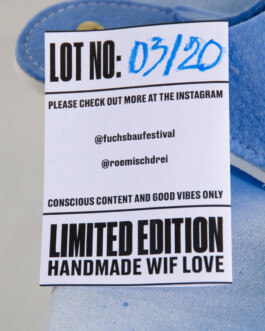 LOT NO: 03/20
PLEASE CHECK OUT MORE AT THE INSTAGRAM
@fuchsbaufestival
@roemischdrei
CONSCIOUS CONTENT AND GOOD VIBES ONLY
LIMITED EDITION
HANDMADE WIF LOVE